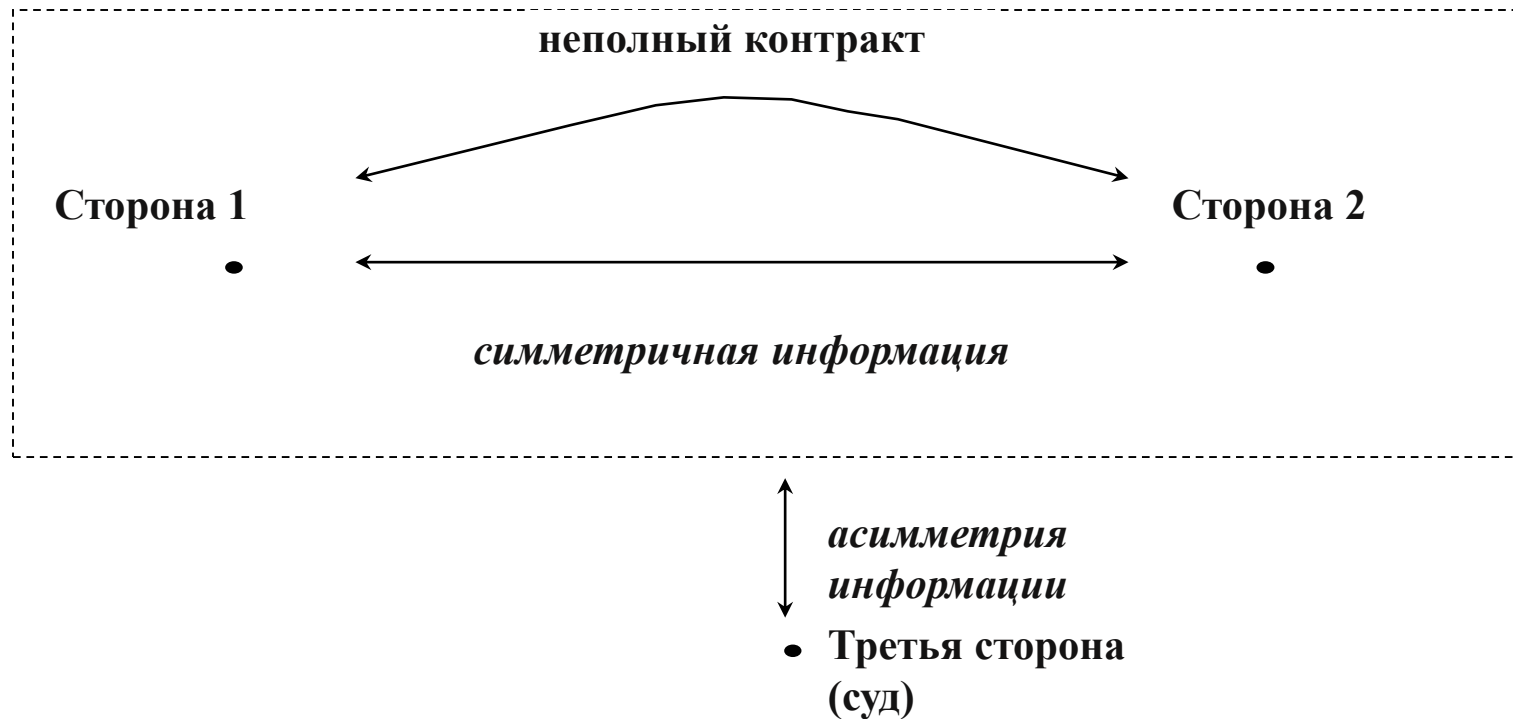 неполный контракт
Сторона 1
Сторона 2
симметричная информация
асимметрия
информации
Третья сторона
(суд)